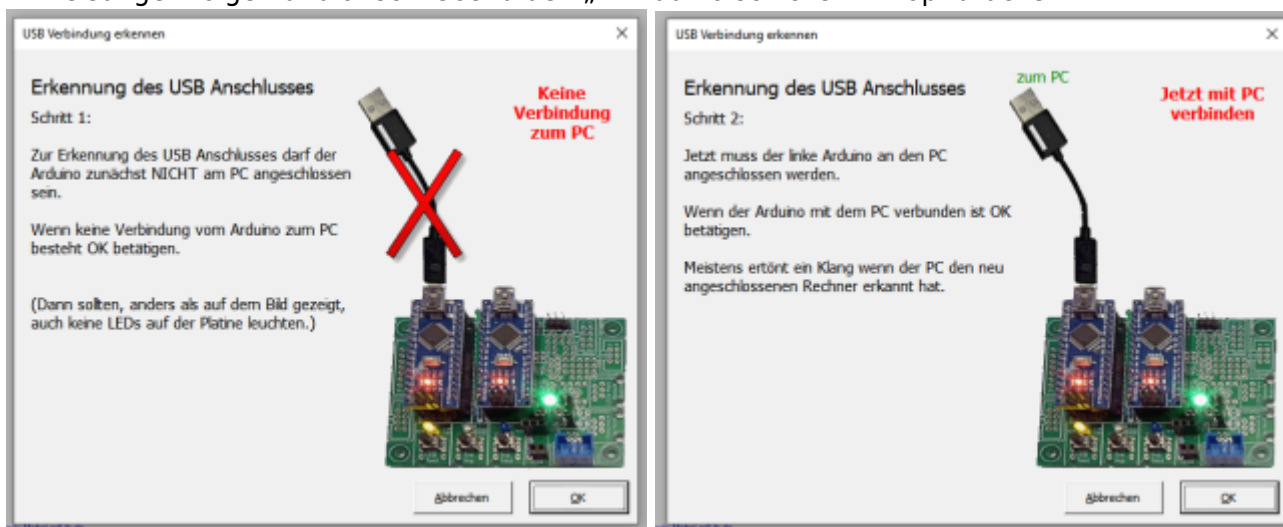 USB Verbindung erkennen
Erkennung des USB Anschlusses
Keine
Verbindung
zum PC
Schritt 1:
Zur Erkennung des USB Anschlusses darf der
Arduino zunächst NICHT am PC angeschlossen
sein.
Wenn keine Verbindung vom Arduino zum PC
besteht OK betätigen.
(Dann sollten, anders als auf dem Bild gezeigt,
auch keine LEDs auf der Platine leuchten.)
Abbrechen
OK
USB Verbindung erkennen
Erkennung des USB Anschlusses
zum PC
Jetzt mit PC
verbinden
Schritt 2:
Jetzt muss der linke Arduino an den PC
angeschlossen werden.
Wenn der Arduino mit dem PC verbunden ist OK
betätigen.
Meistens ertönt ein Klang wenn der PC den neu
angeschlossenen Rechner erkannt hat.
Abbrechen
OK